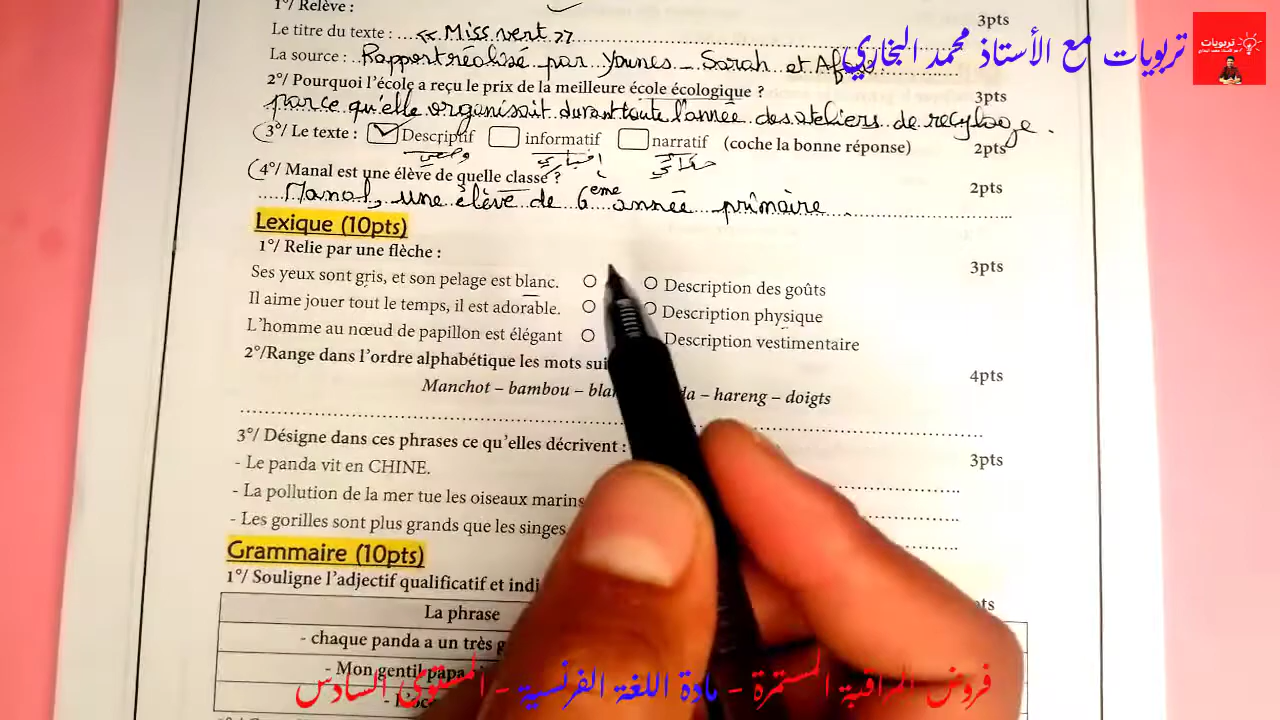 1°/ Relève :
3pts
Le titre du texte : << Miss vert >>
La source : Rapport réalisé par Younes - Sarah et
تربويات مع الأستاذ محمد البخاري
تربويات
2°/ Pourquoi l'école a reçu le prix de la meilleure école écologique ?
3pts
parce qu'elle organisait durant toute l'année des ateliers de recyloge.
3°/ Le texte : Descriptif informatif narratif (coche la bonne réponse)
2pts
وصفي إخباري حكائي
4°/ Manal est une élève de quelle classe ?
2pts
Manal, une élève de 6ème année primaire.
Lexique (10pts)
1°/ Relie par une flèche :
3pts
Ses yeux sont gris, et son pelage est blanc. Description des goûts
Il aime jouer tout le temps, il est adorable. Description physique
L'homme au nœud de papillon est élégant Description vestimentaire
2°/Range dans l'ordre alphabétique les mots
4pts
Manchot – bambou – – hareng – doigts
3°/ Désigne dans ces phrases ce qu'elles décrivent :
3pts
- Le panda vit en CHINE.
- La pollution de la mer tue les oiseaux marins
- Les gorilles sont plus grands que les singes
Grammaire (10pts)
1°/ Souligne l'adjectif qualificatif et
La phrase
- chaque panda a un très
- Mon gentil papa
فروض المراقبة المستمرة - مادة اللغة الفرنسية - المستوى السادس